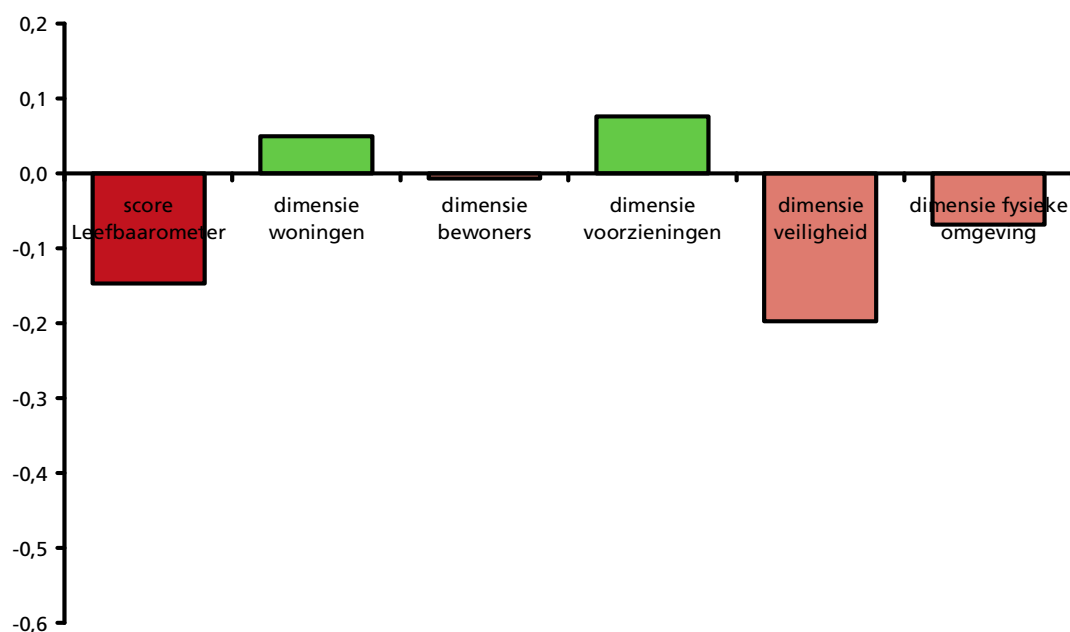 0,2
0,1
0,0
score
Leefbaarometer
dimensie
woningen
dimensie
bewoners
dimensie
voorzieningen
dimensie
veiligheid
dimensie fysieke
omgeving
-0,1
-0,2
-0,3
-0,4
-0,5
-0,6